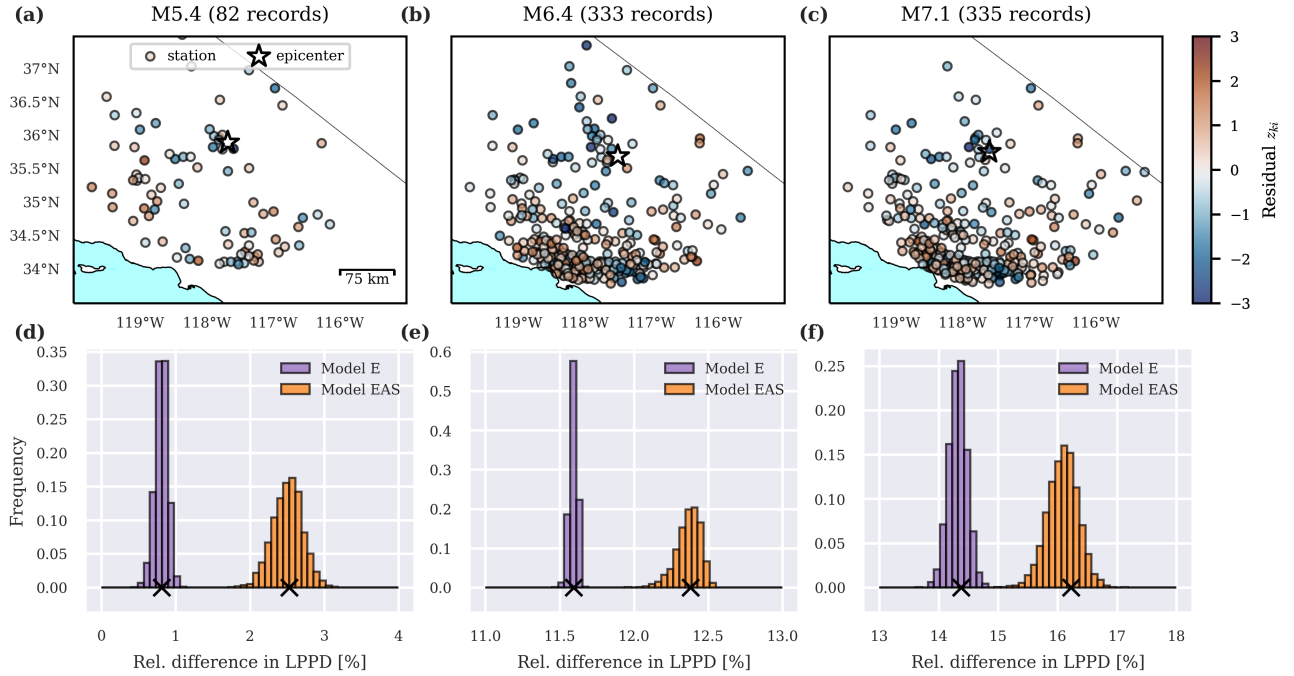 (a) M5.4 (82 records)
(b) M6.4 (333 records)
(c) M7.1 (335 records)
station epicenter
37°N
36.5°N
36°N
35.5°N
35°N
34.5°N
34°N
75 km
119°W 118°W 117°W 116°W
119°W 118°W 117°W 116°W
119°W 118°W 117°W 116°W
3
2
1
0
−1
−2
−3
Residual zki
(d)
Model E
Model EAS
0.35
0.30
0.25
0.20
0.15
0.10
0.05
0.00
Frequency
0 1 2 3 4
Rel. difference in LPPD [%]
(e)
Model E
Model EAS
0.6
0.5
0.4
0.3
0.2
0.1
0.0
11.0 11.5 12.0 12.5 13.0
Rel. difference in LPPD [%]
(f)
Model E
Model EAS
0.25
0.20
0.15
0.10
0.05
0.00
13 14 15 16 17 18
Rel. difference in LPPD [%]